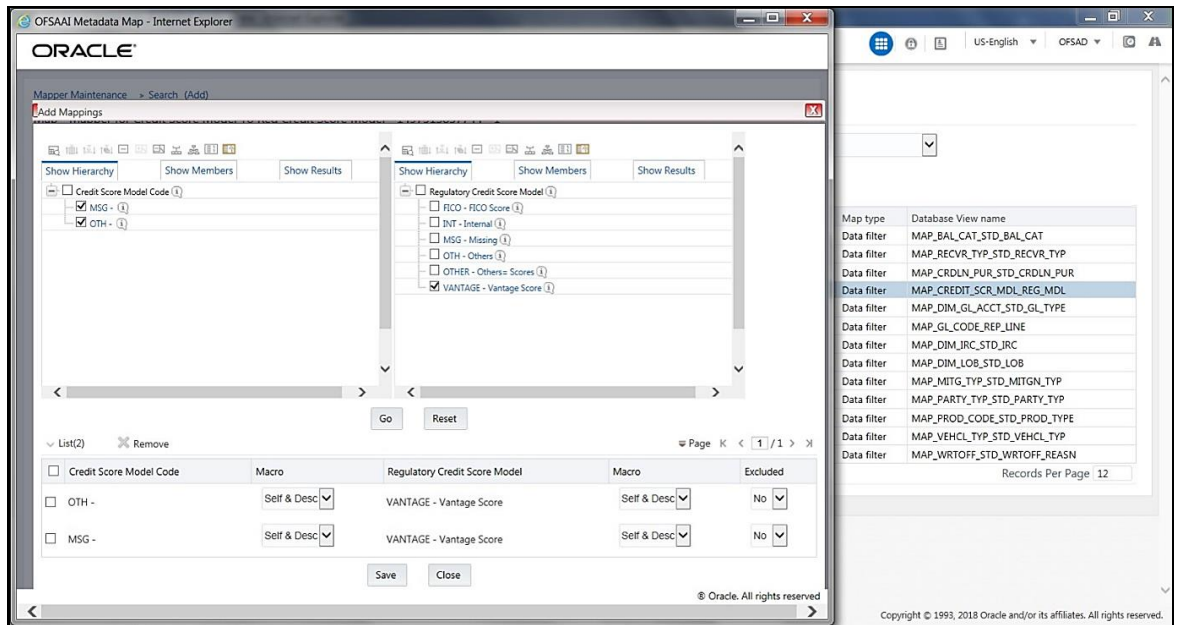 OFSAAI Metadata Map - Internet Explorer
ORACLE
US-English OFSAD
Mapper Maintenance » Search (Add)
Add Mappings
Show Hierarchy Show Members Show Results
Credit Score Model Code
MSG -
OTH -
Show Hierarchy Show Members Show Results
Regulatory Credit Score Model
FICO - FICO Score
INT - Internal
MSG - Missing
OTH - Others
OTHER - Others= Scores
VANTAGE - Vantage Score
Go Reset
List(2) Remove Page 1 / 1
Credit Score Model Code Macro Regulatory Credit Score Model Macro Excluded
OTH - Self & Desc VANTAGE - Vantage Score Self & Desc No
MSG - Self & Desc VANTAGE - Vantage Score Self & Desc No
Save Close
® Oracle. All rights reserved
Map type Database View name
Data filter MAP_BAL_CAT_STD_BAL_CAT
Data filter MAP_RECVR_TYP_STD_RECVR_TYP
Data filter MAP_CRDLN_PUR_STD_CRDLN_PUR
Data filter MAP_CREDIT_SCR_MDL_REG_MDL
Data filter MAP_DIM_GL_ACCT_STD_GL_TYPE
Data filter MAP_GL_CODE_REP_LINE
Data filter MAP_DIM_IRC_STD_IRC
Data filter MAP_DIM_LOB_STD_LOB
Data filter MAP_MITG_TYP_STD_MITGN_TYP
Data filter MAP_PARTY_TYP_STD_PARTY_TYP
Data filter MAP_PROD_CODE_STD_PROD_TYPE
Data filter MAP_VEHCL_TYP_STD_VEHCL_TYP
Data filter MAP_WRTOFF_STD_WRTOFF_REASN
Records Per Page 12
Copyright © 1993, 2018 Oracle and/or its affiliates. All rights reserved.